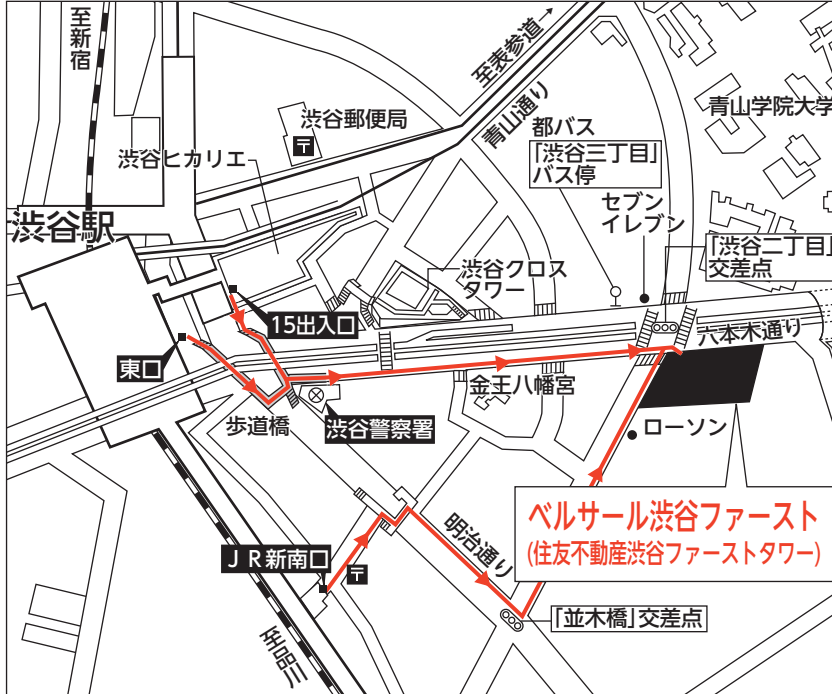 至新宿
至表参道
青山通り
渋谷郵便局
〒
青山学院大学
都バス
「渋谷三丁目」
バス停
渋谷ヒカリエ
セブン
イレブン
渋谷駅
「渋谷二丁目」
交差点
渋谷クロス
タワー
15出入口
六本木通り
東口
金王八幡宮
歩道橋
渋谷警察署
ローソン
ベルサール渋谷ファースト
(住友不動産渋谷ファーストタワー)
明治通り
JR新南口
〒
「並木橋」交差点
至品川